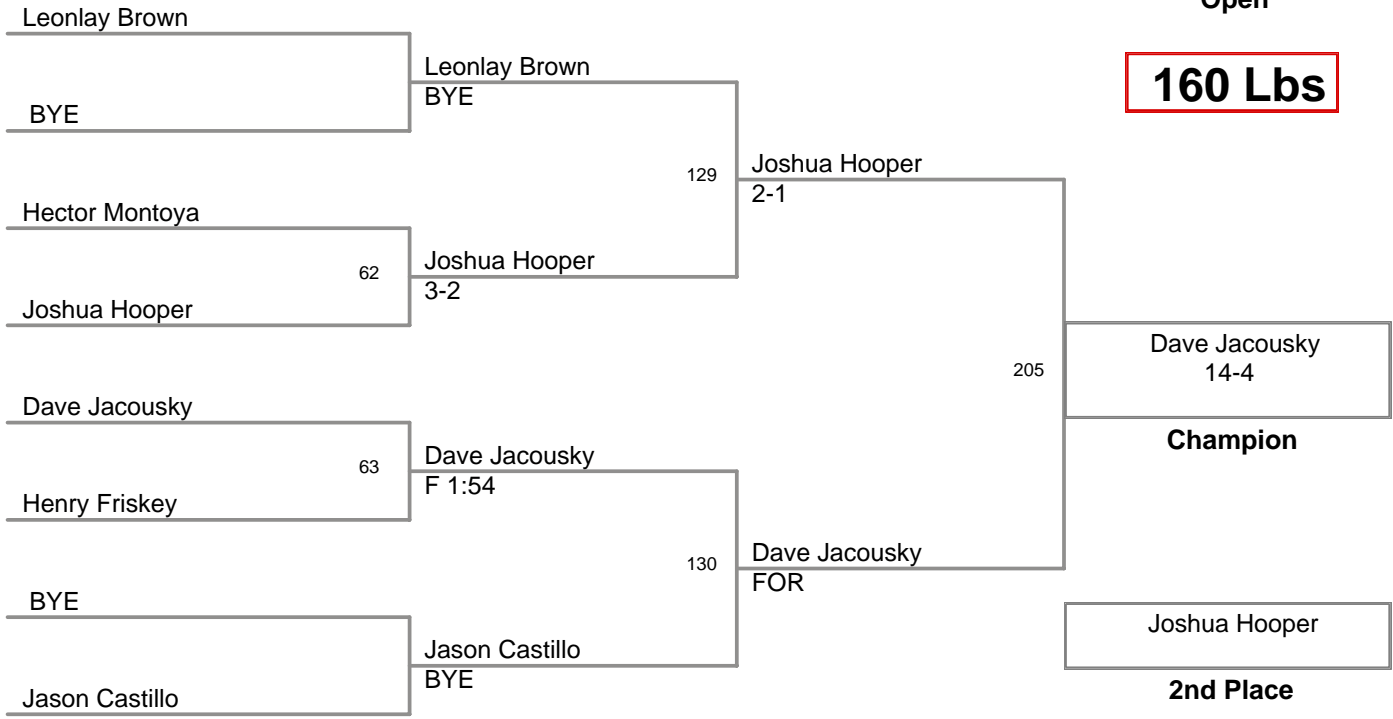 Open
160 Lbs
Leonlay Brown
BYE
Hector Montoya
62
Joshua Hooper
Dave Jacousky
63
Henry Friskey
BYE
Jason Castillo
Leonlay Brown
BYE
129
Joshua Hooper
3-2
Dave Jacousky
F 1:54
130
Jason Castillo
BYE
Joshua Hooper
2-1
205
Dave Jacousky
FOR
Dave Jacousky
14-4
Champion
Joshua Hooper
2nd Place